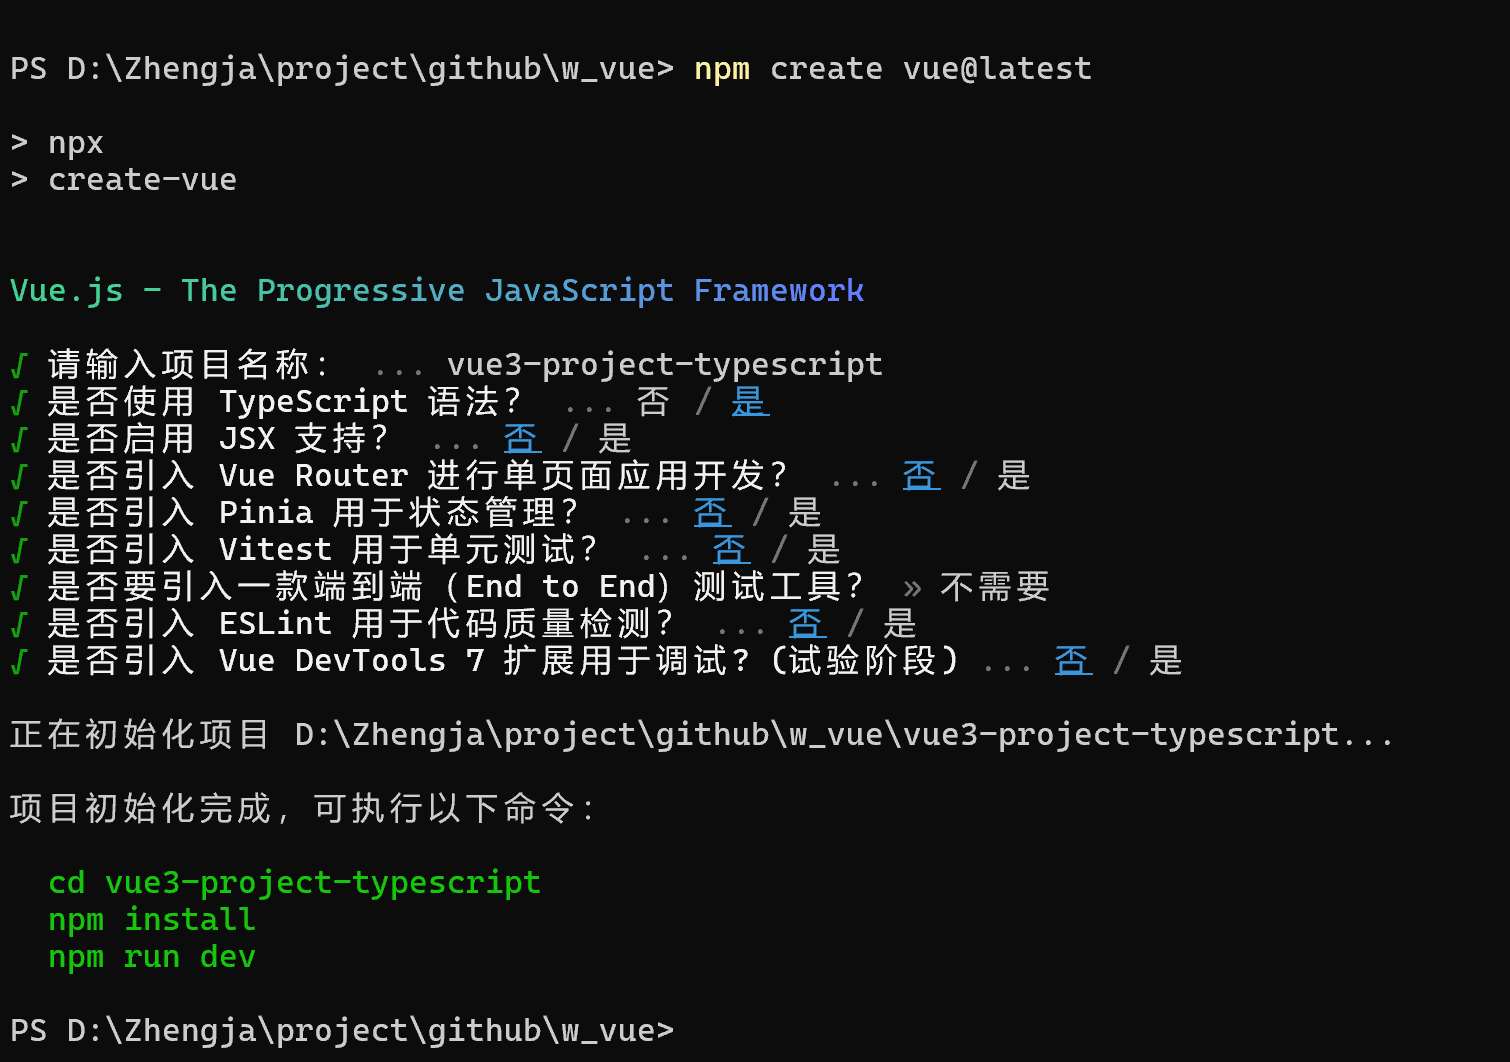 PS D:\Zhengja\project\github\w_vue> npm create vue@latest
> npx
> create-vue
Vue.js - The Progressive JavaScript Framework
√ 请输入项目名称： ... vue3-project-typescript
√ 是否使用 TypeScript 语法？ ... 否 / 是
√ 是否启用 JSX 支持？ ... 否 / 是
√ 是否引入 Vue Router 进行单页面应用开发？ ... 否 / 是
√ 是否引入 Pinia 用于状态管理？ ... 否 / 是
√ 是否引入 Vitest 用于单元测试？ ... 否 / 是
√ 是否要引入一款端到端（End to End）测试工具？ » 不需要
√ 是否引入 ESLint 用于代码质量检测？ ... 否 / 是
√ 是否引入 Vue DevTools 7 扩展用于调试？(试验阶段) ... 否 / 是
正在初始化项目 D:\Zhengja\project\github\w_vue\vue3-project-typescript...
项目初始化完成，可执行以下命令：
cd vue3-project-typescript
npm install
npm run dev
PS D:\Zhengja\project\github\w_vue>